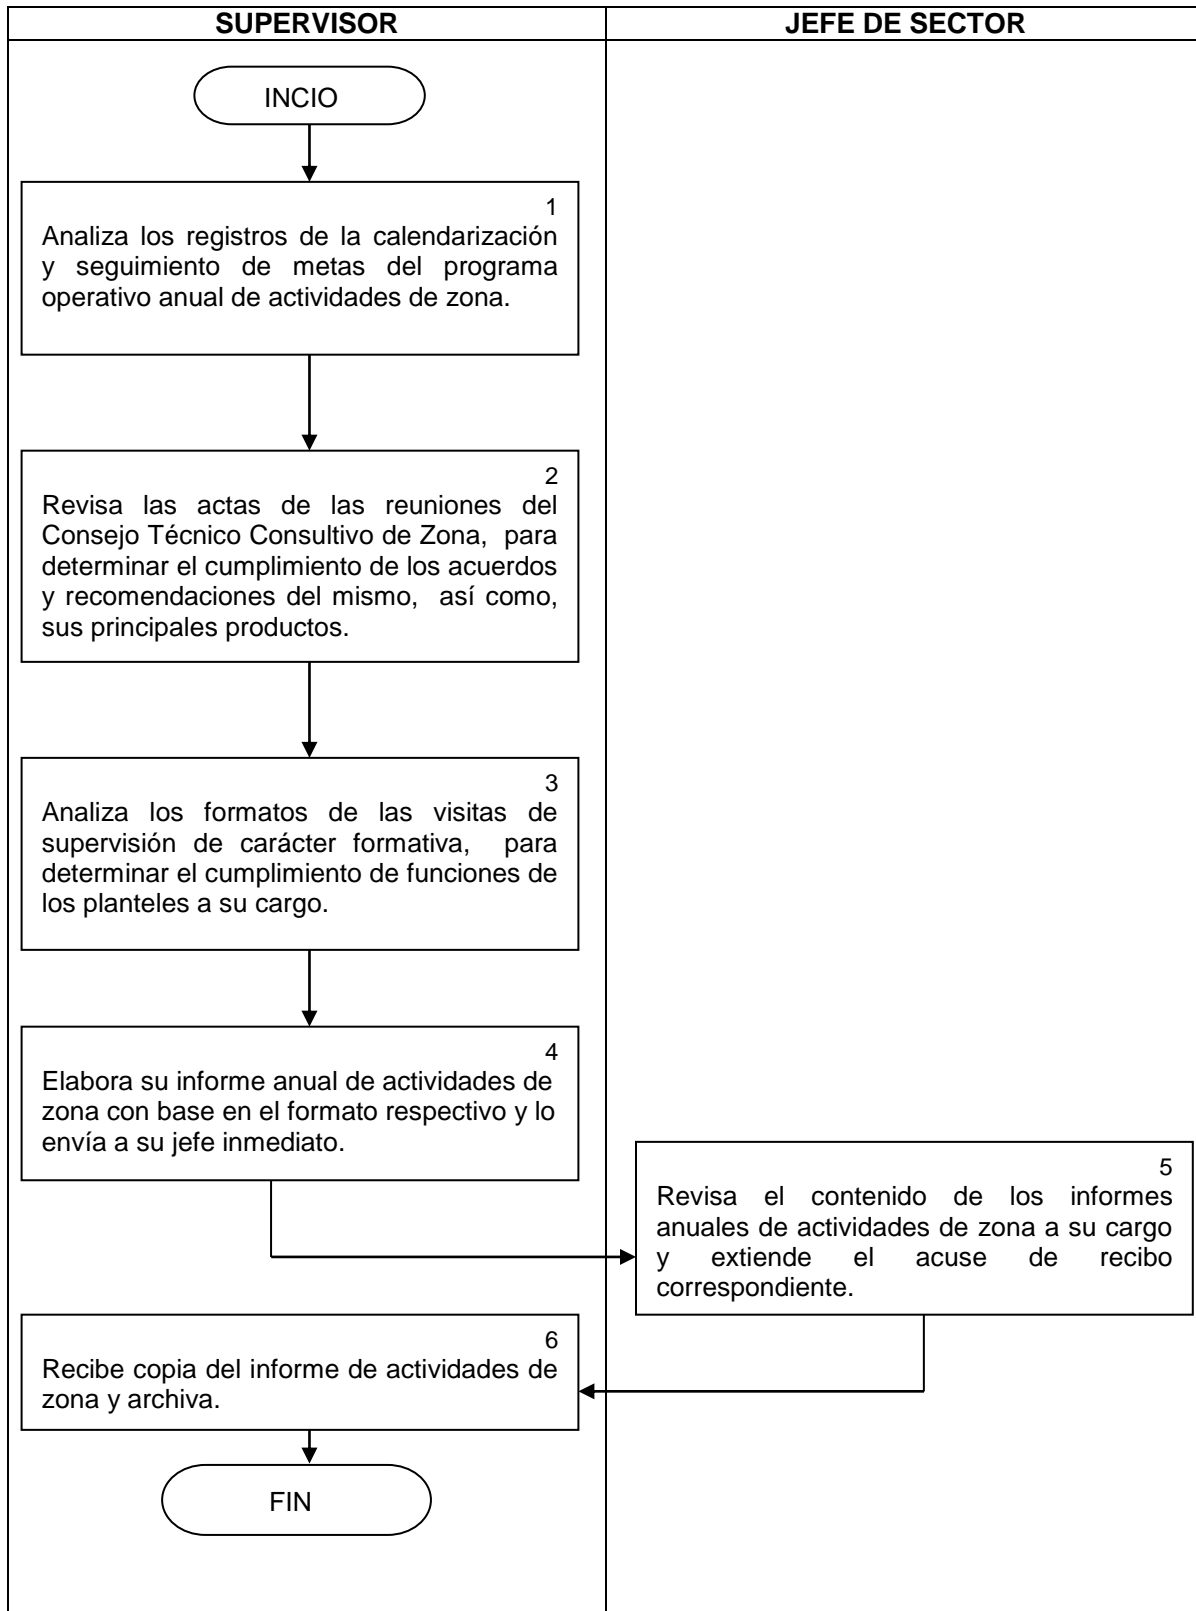 SUPERVISOR
JEFE DE SECTOR
INCIO
1
Analiza los registros de la calendarización
y seguimiento de metas del programa
operativo anual de actividades de zona.
2
Revisa las actas de las reuniones del
Consejo Técnico Consultivo de Zona, para
determinar el cumplimiento de los acuerdos
y recomendaciones del mismo, así como,
sus principales productos.
3
Analiza los formatos de las visitas de
supervisión de carácter formativa, para
determinar el cumplimiento de funciones de
los planteles a su cargo.
4
Elabora su informe anual de actividades de
zona con base en el formato respectivo y lo
envía a su jefe inmediato.
5
Revisa el contenido de los informes
anuales de actividades de zona a su cargo
y extiende el acuse de recibo
correspondiente.
6
Recibe copia del informe de actividades de
zona y archiva.
FIN